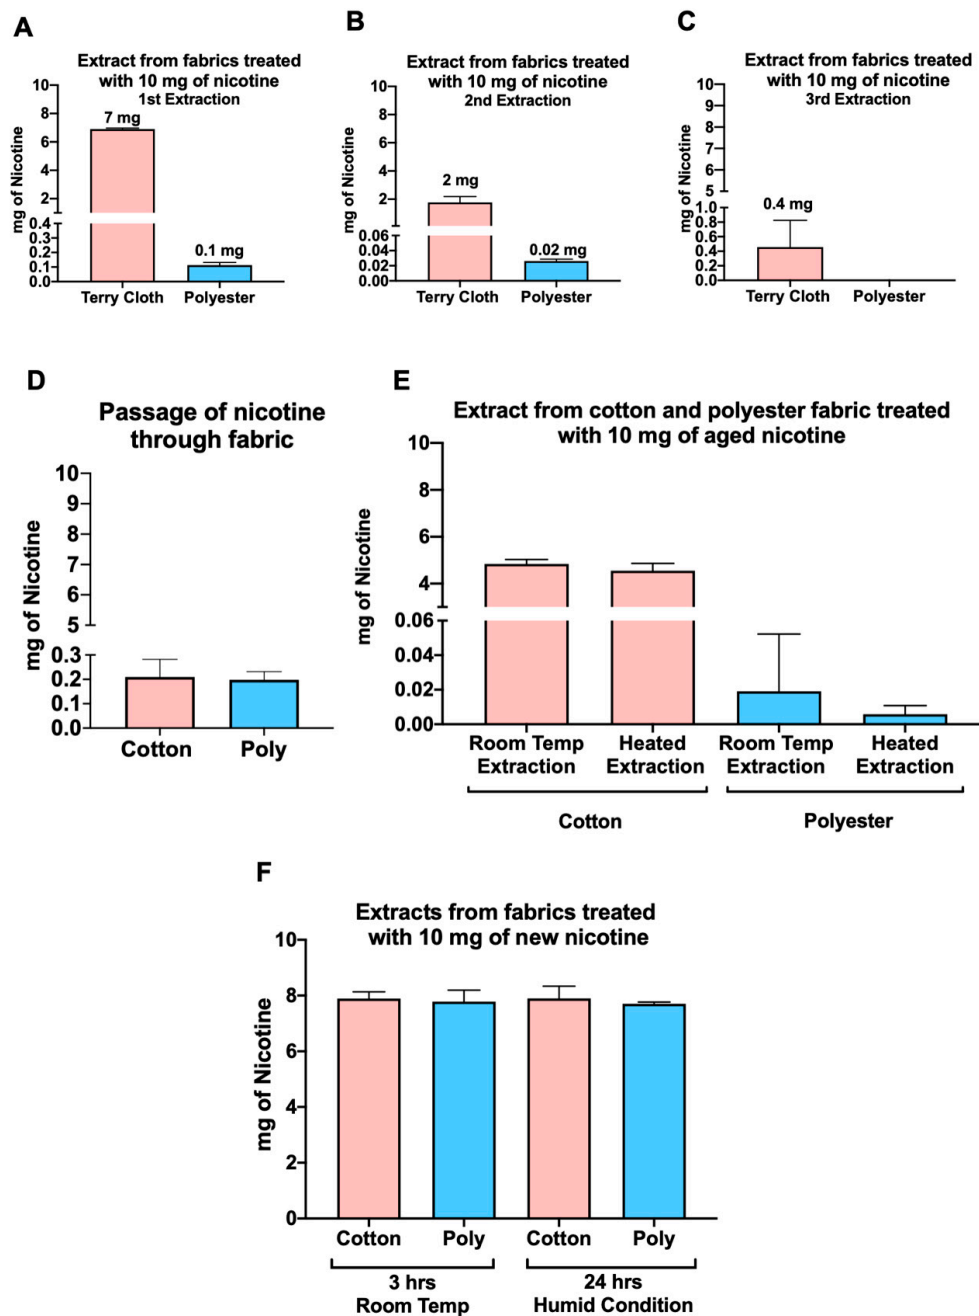 A
Extract from fabrics treated
with 10 mg of nicotine
1st Extraction
mg of Nicotine
10
8
6
4
2
0.4
0.3
0.2
0.1
0.0
7 mg
0.1 mg
Terry Cloth
Polyester
B
Extract from fabrics treated
with 10 mg of nicotine
2nd Extraction
mg of Nicotine
10
8
6
4
2
0.06
0.04
0.02
0.00
2 mg
0.02 mg
Terry Cloth
Polyester
C
Extract from fabrics treated
with 10 mg of nicotine
3rd Extraction
mg of Nicotine
10
9
8
7
6
5
1.0
0.8
0.6
0.4
0.2
0.0
0.4 mg
Terry Cloth
Polyester
D
Passage of nicotine
through fabric
mg of Nicotine
10
9
8
7
6
5
0.3
0.2
0.1
0.0
Cotton
Poly
E
Extract from cotton and polyester fabric treated
with 10 mg of aged nicotine
mg of Nicotine
10
8
6
4
0.06
0.04
0.02
0.00
Room Temp
Extraction
Heated
Extraction
Room Temp
Extraction
Heated
Extraction
Cotton
Polyester
F
Extracts from fabrics treated
with 10 mg of new nicotine
mg of Nicotine
10
8
6
4
2
0
Cotton
Poly
Cotton
Poly
3 hrs
Room Temp
24 hrs
Humid Condition